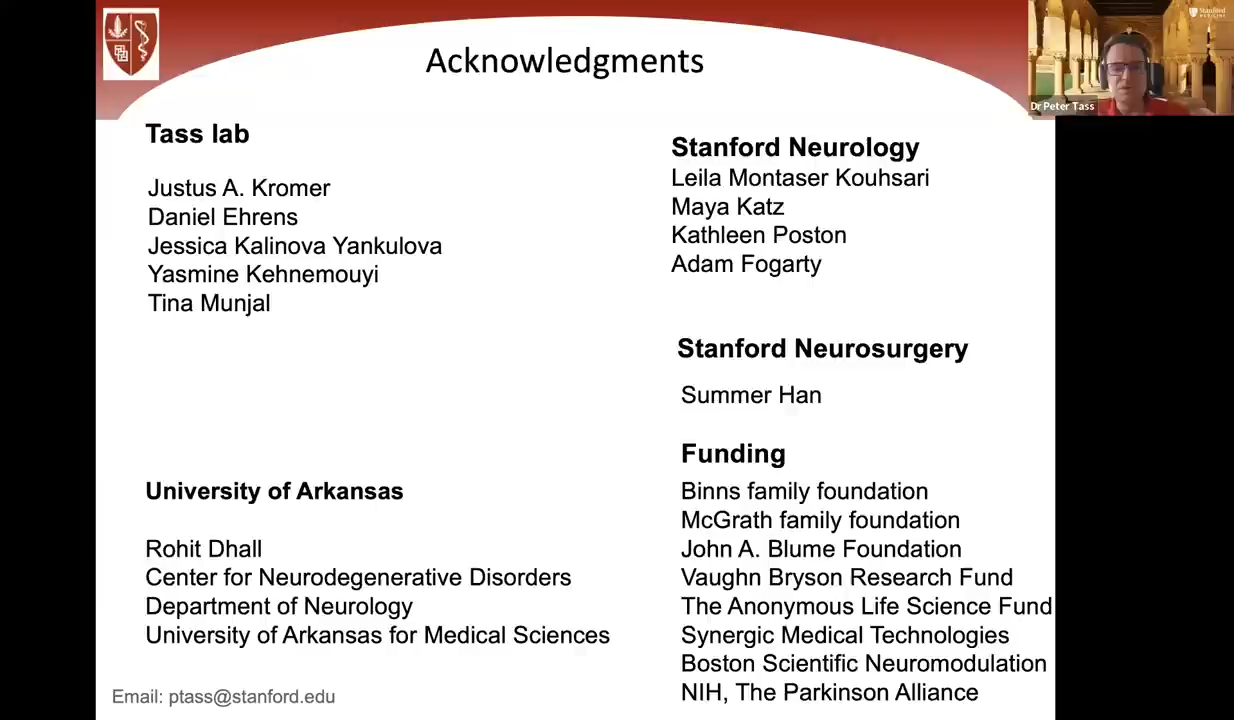 Acknowledgments
Stanford
MEDICINE
Dr Peter Tass
Tass lab
Justus A. Kromer
Daniel Ehrens
Jessica Kalinova Yankulova
Yasmine Kehnemouyi
Tina Munjal
University of Arkansas
Rohit Dhall
Center for Neurodegenerative Disorders
Department of Neurology
University of Arkansas for Medical Sciences
Email: ptass@stanford.edu
Stanford Neurology
Leila Montaser Kouhsari
Maya Katz
Kathleen Poston
Adam Fogarty
Stanford Neurosurgery
Summer Han
Funding
Binns family foundation
McGrath family foundation
John A. Blume Foundation
Vaughn Bryson Research Fund
The Anonymous Life Science Fund
Synergic Medical Technologies
Boston Scientific Neuromodulation
NIH, The Parkinson Alliance